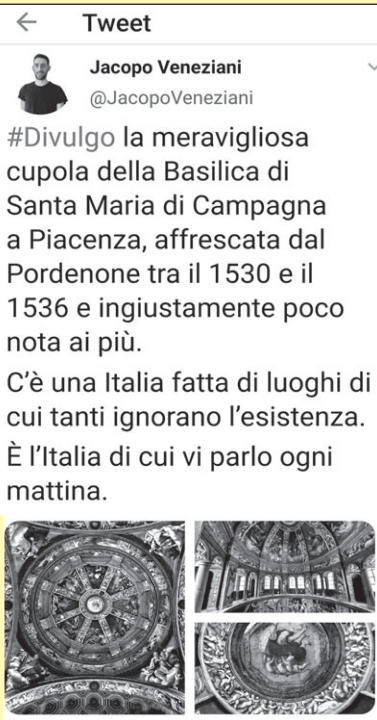 Tweet
Jacopo Veneziani
@JacopoVeneziani
#Divulgo la meravigliosa
cupola della Basilica di
Santa Maria di Campagna
a Piacenza, affrescata dal
Pordenone tra il 1530 e il
1536 e ingiustamente poco
nota ai più.
C'è una Italia fatta di luoghi di
cui tanti ignorano l'esistenza.
È l'Italia di cui vi parlo ogni
mattina.